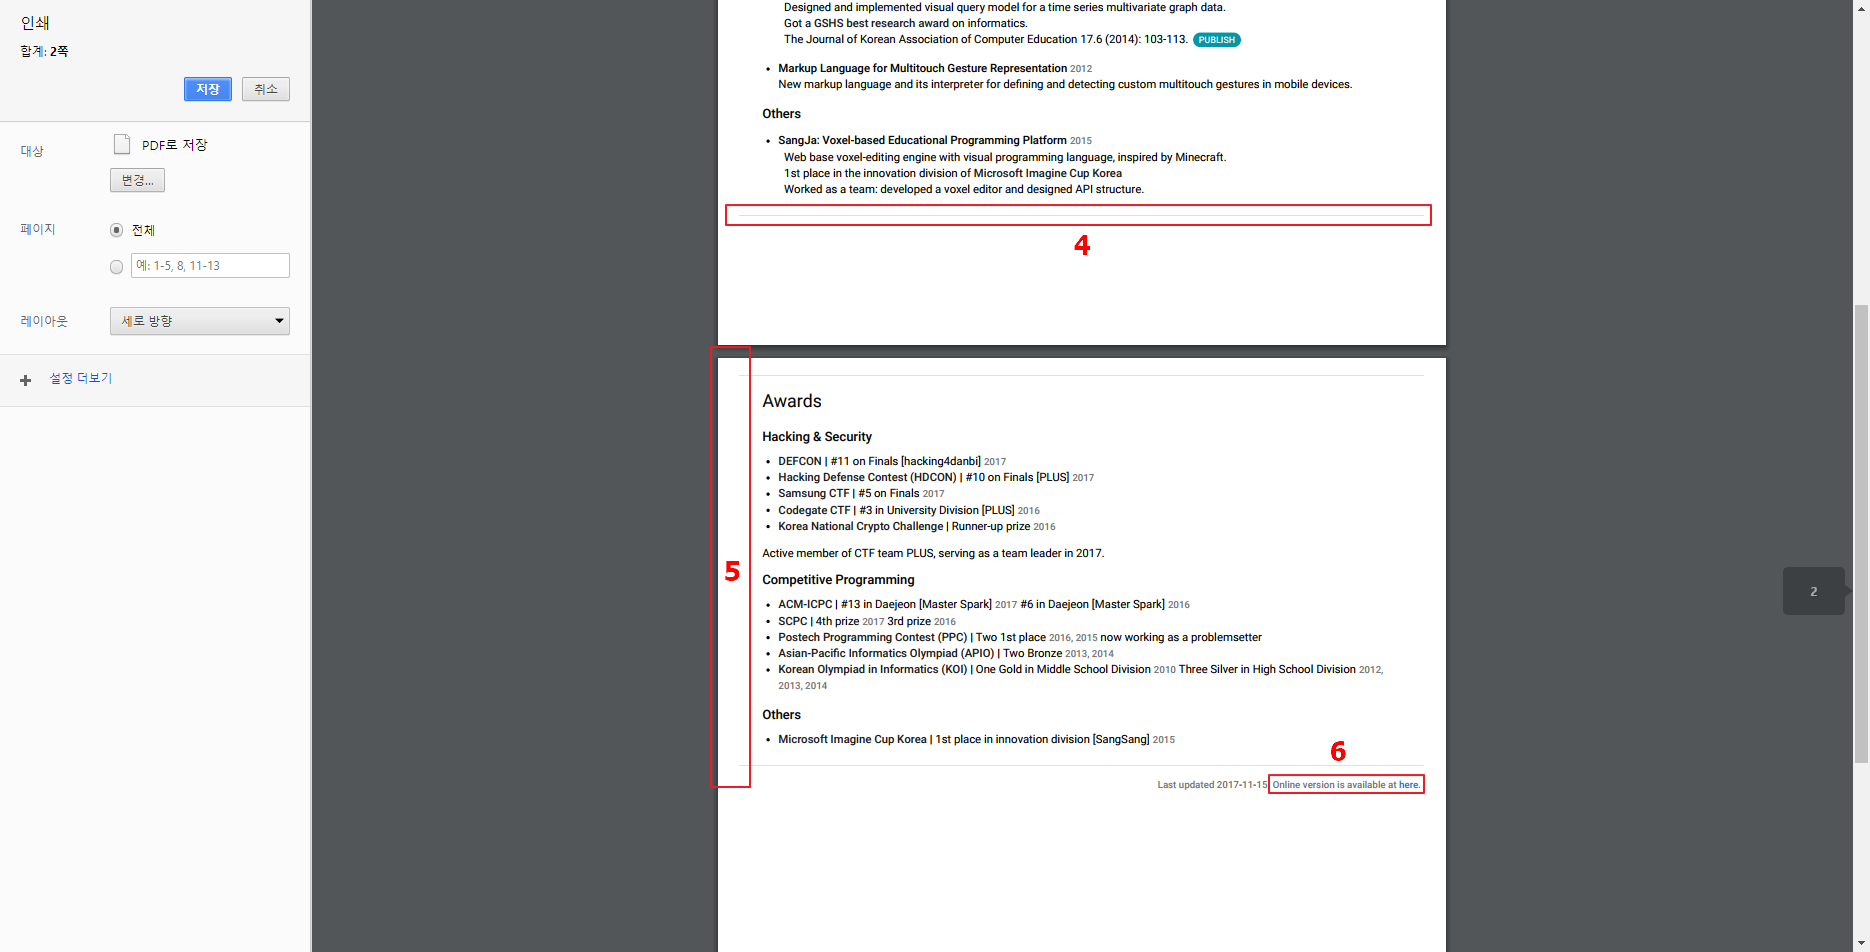 인쇄
합계: 2쪽
저장 취소
대상 PDF로 저장
변경...
페이지 전체
예: 1-5, 8, 11-13
레이아웃 세로 방향
설정 더보기
Designed and implemented visual query model for a time series multivariate graph data.
Got a GSHS best research award on informatics.
The Journal of Korean Association of Computer Education 17.6 (2014): 103-113. PUBLISH
• Markup Language for Multitouch Gesture Representation 2012
New markup language and its interpreter for defining and detecting custom multitouch gestures in mobile devices.
Others
• SangJa: Voxel-based Educational Programming Platform 2015
Web base voxel-editing engine with visual programming language, inspired by Minecraft.
1st place in the innovation division of Microsoft Imagine Cup Korea
Worked as a team: developed a voxel editor and designed API structure.
4
Awards
Hacking & Security
• DEFCON | #11 on Finals [hacking4danbi] 2017
• Hacking Defense Contest (HDCON) | #10 on Finals [PLUS] 2017
• Samsung CTF | #5 on Finals 2017
• Codegate CTF | #3 in University Division [PLUS] 2016
• Korea National Crypto Challenge | Runner-up prize 2016
Active member of CTF team PLUS, serving as a team leader in 2017.
5
Competitive Programming
• ACM-ICPC | #13 in Daejeon [Master Spark] 2017 #6 in Daejeon [Master Spark] 2016
• SCPC | 4th prize 2017 3rd prize 2016
• Postech Programming Contest (PPC) | Two 1st place 2016, 2015 now working as a problemsetter
• Asian-Pacific Informatics Olympiad (APIO) | Two Bronze 2013, 2014
• Korean Olympiad in Informatics (KOI) | One Gold in Middle School Division 2010 Three Silver in High School Division 2012,
2013, 2014
Others
• Microsoft Imagine Cup Korea | 1st place in innovation division [SangSang] 2015
6
Last updated 2017-11-15 Online version is available at here.
2